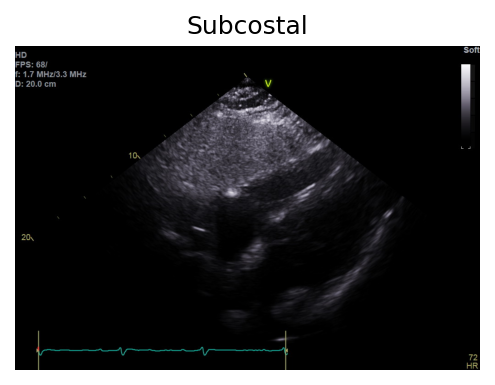 Subcostal
HD
FPS: 68/
f: 1.7 MHz/3.3 MHz
D: 20.0 cm
Soft
V
10
20
72
HR